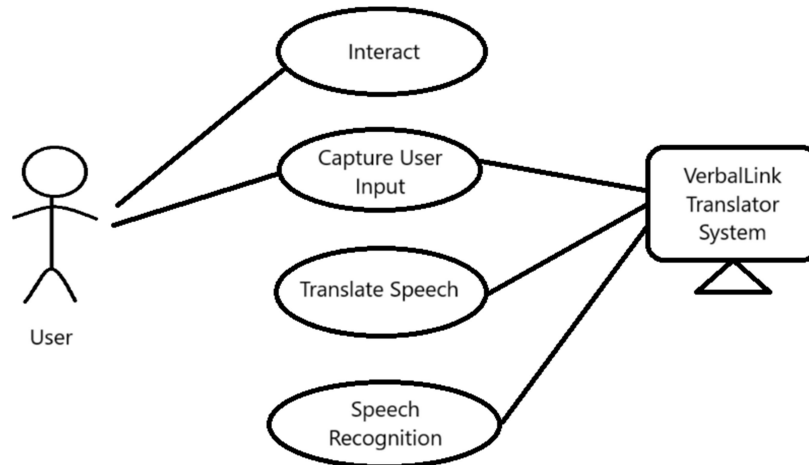 Interact
Capture User
Input
VerbalLink
Translator
System
Translate Speech
User
Speech
Recognition